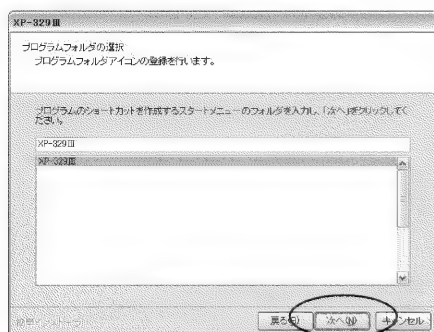 XP-329Ⅲ
プログラムフォルダの選択
プログラムフォルダアイコンの登録を行います。
プログラムのショートカットを作成するスタートメニューのフォルダを入力し、「次へ」をクリックしてく
ださい。
XP-329Ⅲ
XP-329Ⅲ
戻る(B) 次へ(N) キャンセル